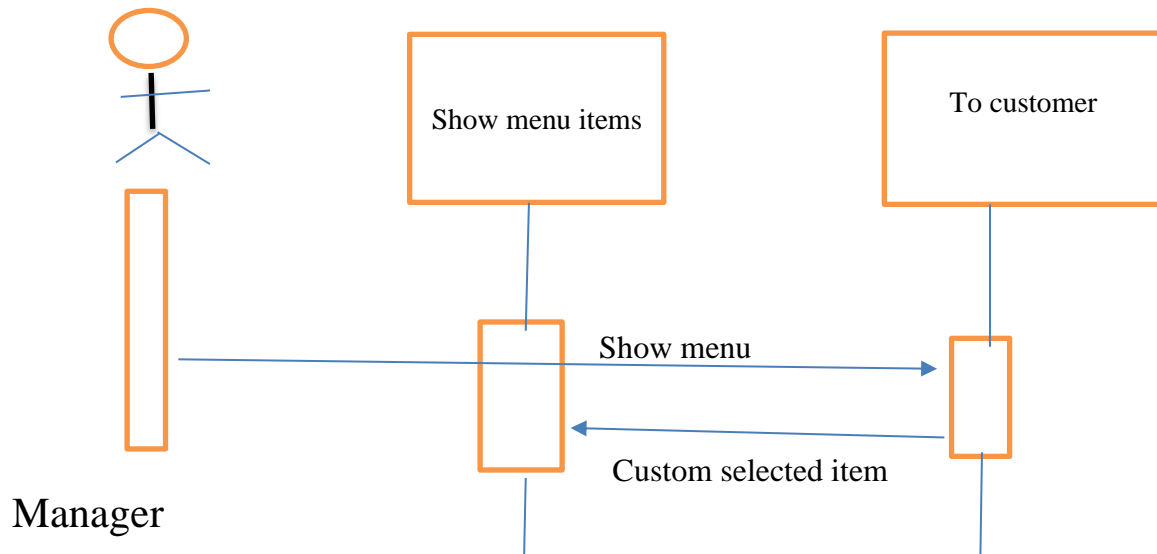 Show menu items
To customer
Show menu
Custom selected item
Manager